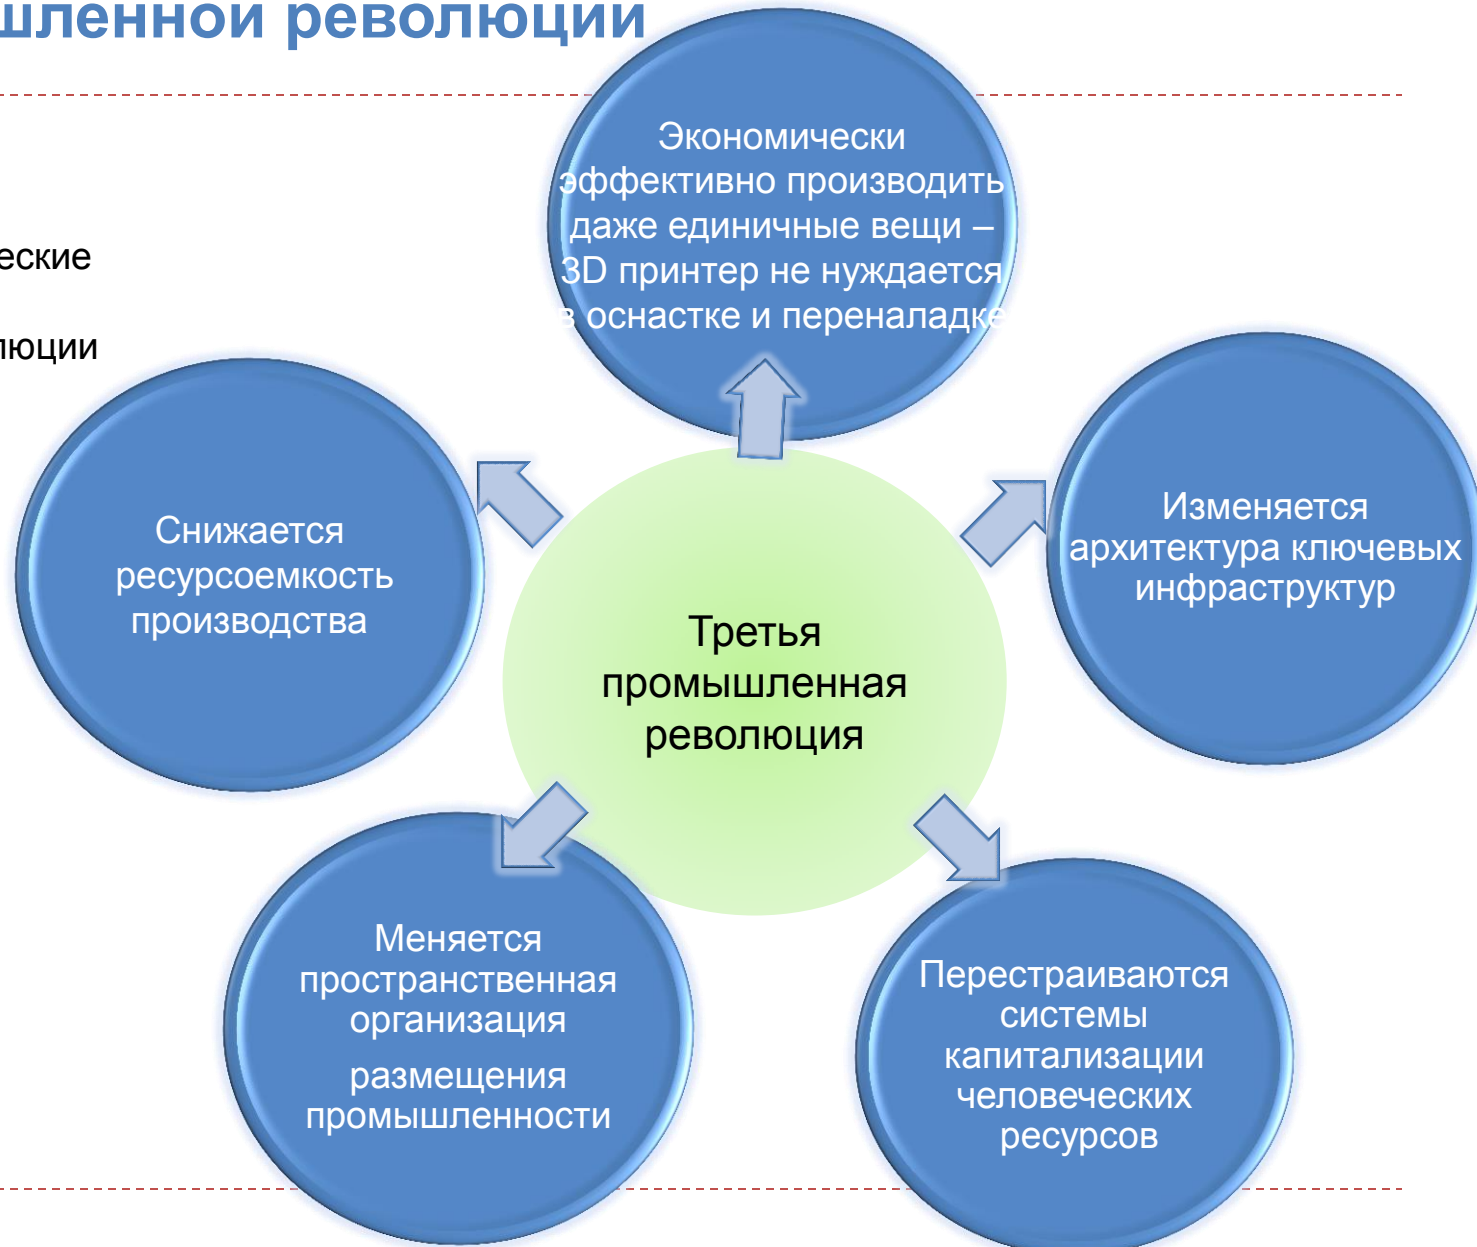 шленной революции
еские
люции
Экономически
эффективно производить
даже единичные вещи –
3D принтер не нуждается
в оснастке и переналадке
Снижается
ресурсоемкость
производства
Изменяется
архитектура ключевых
инфраструктур
Третья
промышленная
революция
Меняется
пространственная
организация
размещения
промышленности
Перестраиваются
системы
капитализации
человеческих
ресурсов